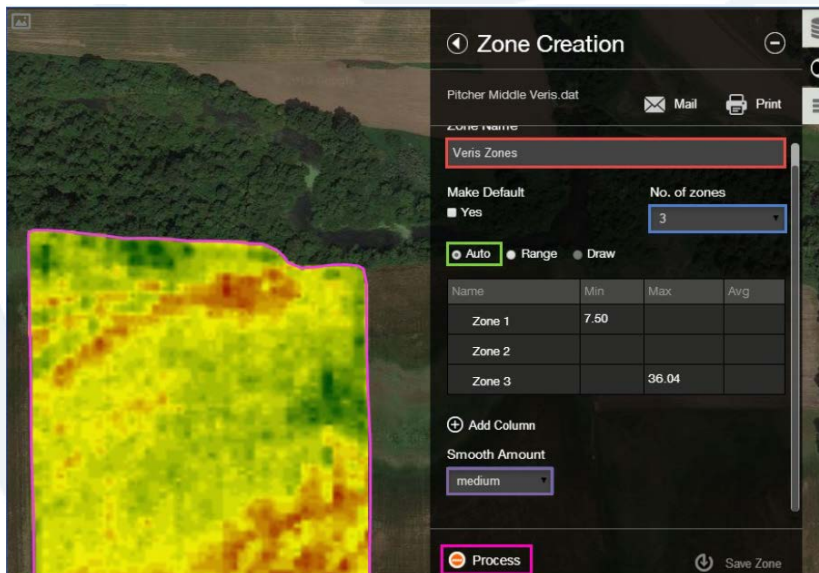 Zone Creation
Pitcher Middle Veris.dat
Mail
Print
Zone Name
Veris Zones
Make Default
No. of zones
Yes
3
Auto
Range
Draw
Name Min Max Avg
Zone 1 7.50
Zone 2
Zone 3 36.04
Add Column
Smooth Amount
medium
Process
Save Zone